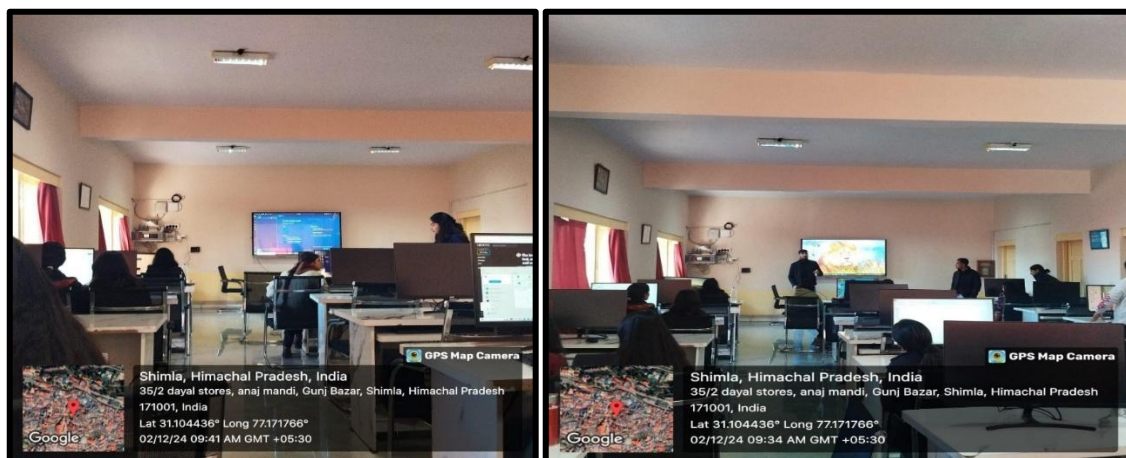 GPS Map Camera
Shimla, Himachal Pradesh, India
35/2 dayal stores, anaj mandi, Gunj Bazar, Shimla, Himachal Pradesh
171001, India
Lat 31.104436° Long 77.171766°
02/12/24 09:41 AM GMT +05:30
Google
GPS Map Camera
Shimla, Himachal Pradesh, India
35/2 dayal stores, anaj mandi, Gunj Bazar, Shimla, Himachal Pradesh
171001, India
Lat 31.104436° Long 77.171766°
02/12/24 09:34 AM GMT +05:30
Google